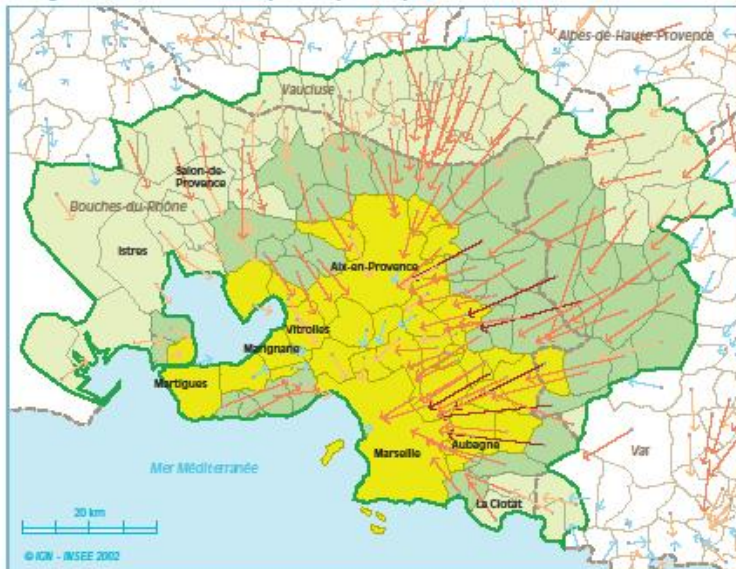 Alpes-de-Haute-Provence
Vaucluse
Salon-de-
Provence
Bouches-du-Rhône
Istres
Aix-en-Provence
Vitrolles
Marignane
Martigues
Mer Méditerranée
Marseille
Aubagne
Var
La Ciotat
20 km
© IGN - INSEE 2002